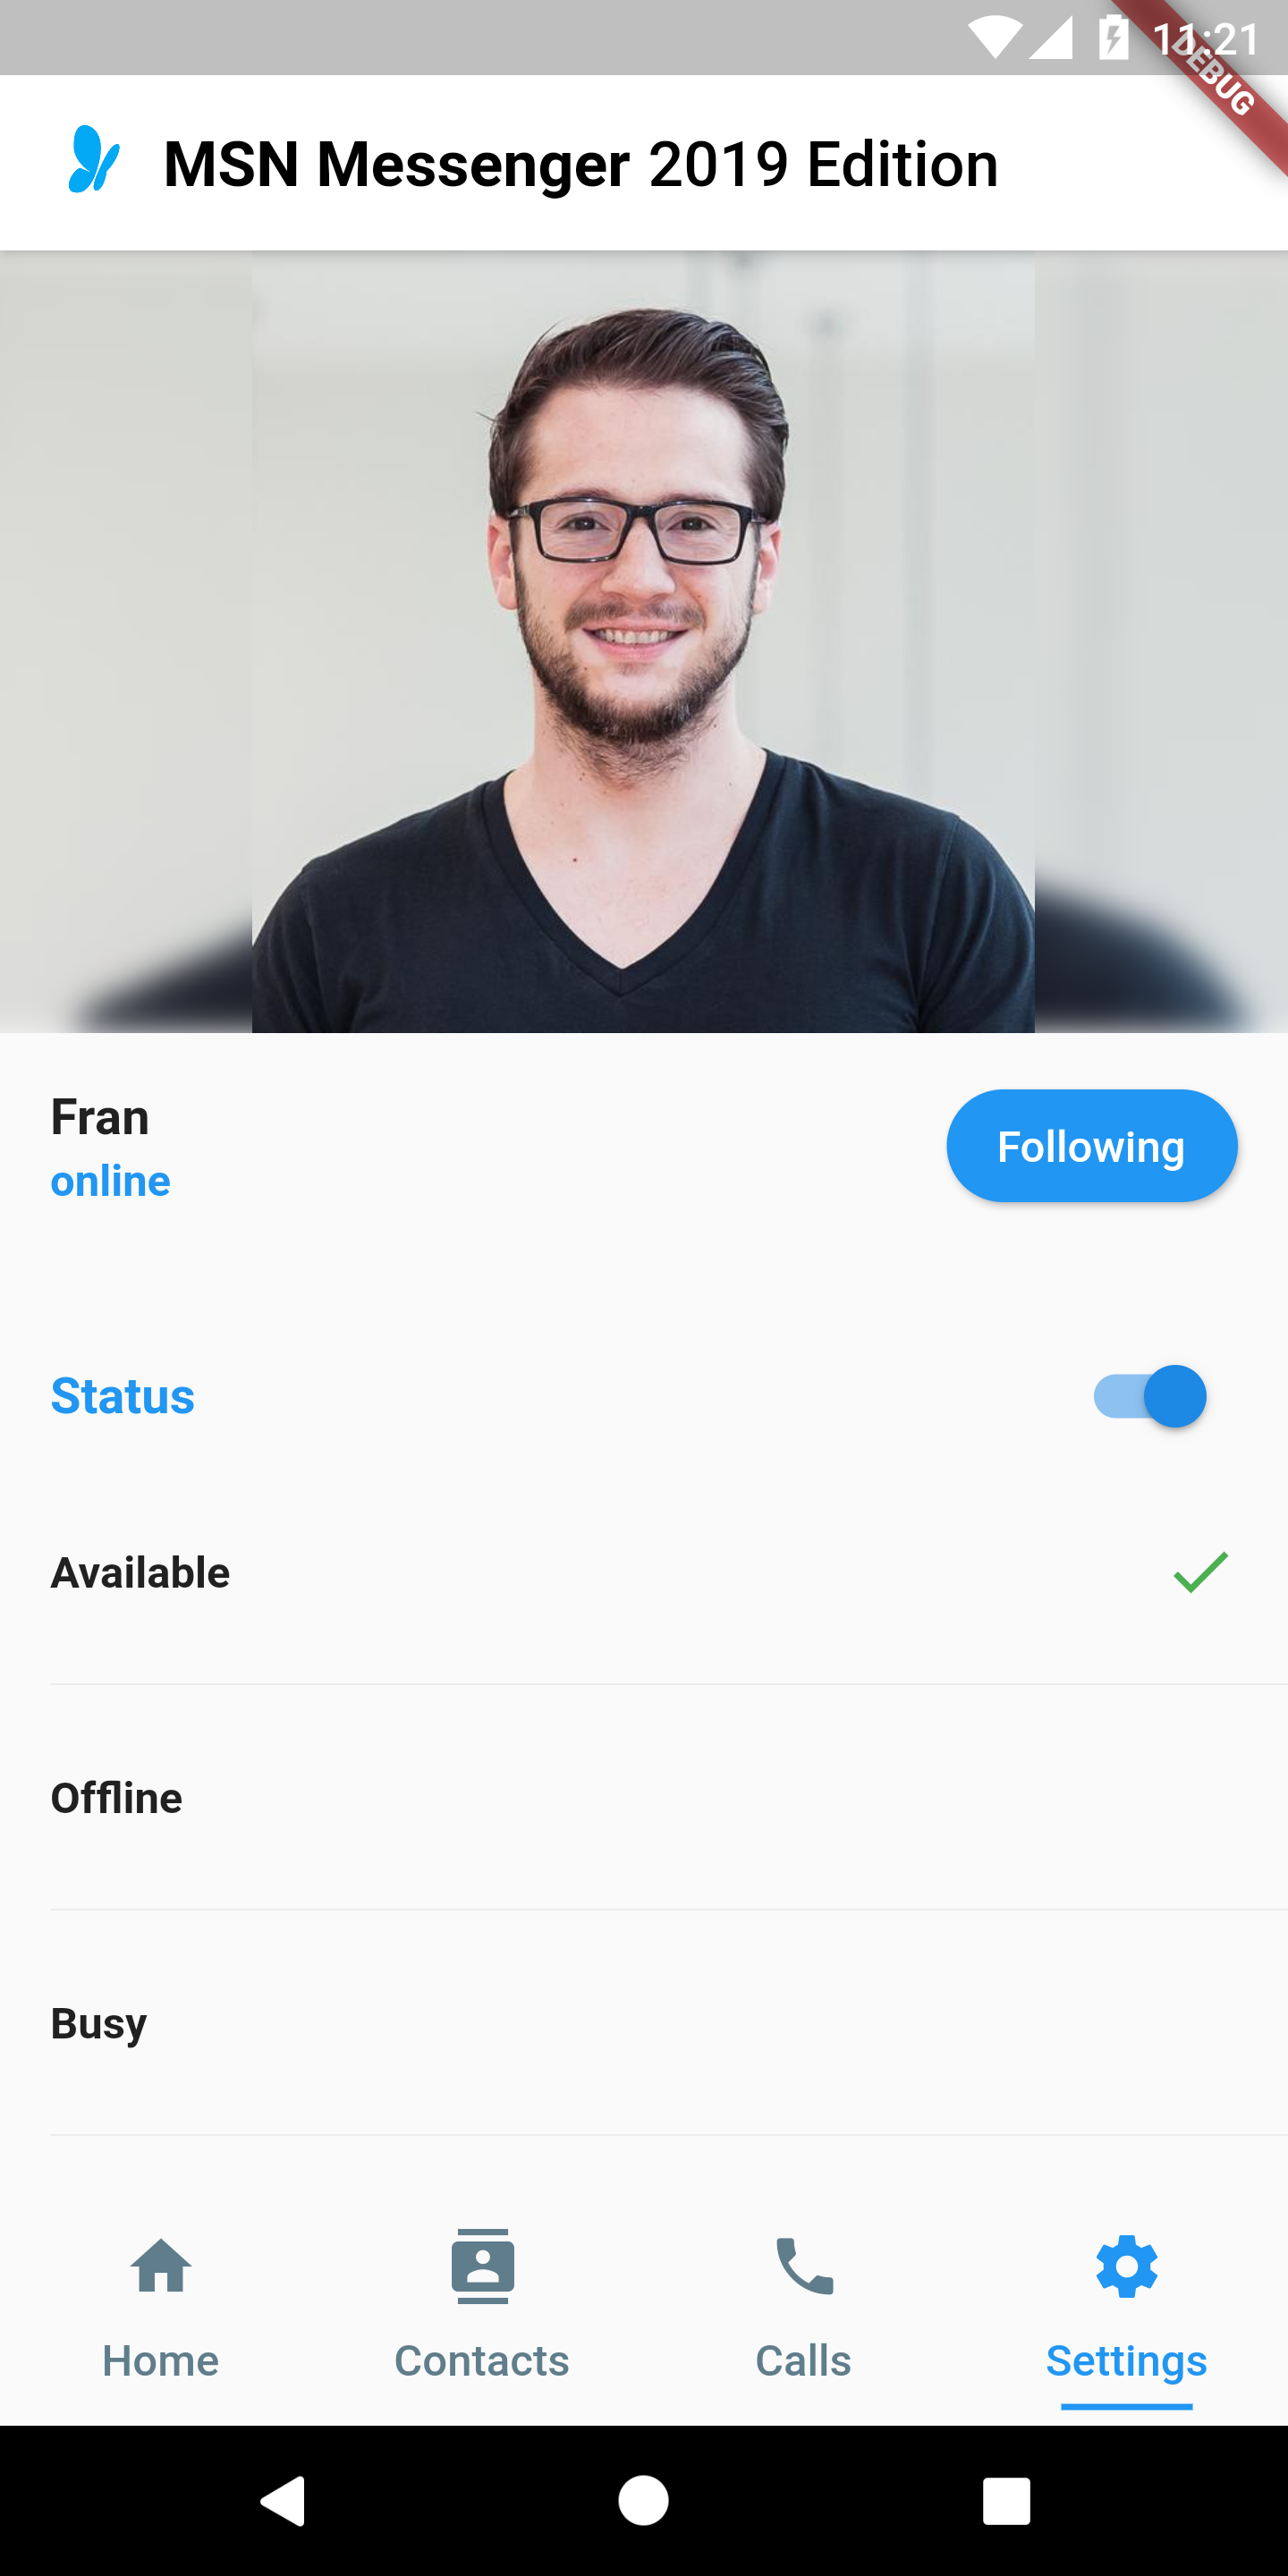 11:21
DEBUG
MSN Messenger 2019 Edition
Fran
Following
online
Status
Available
Offline
Busy
Home Contacts Calls Settings